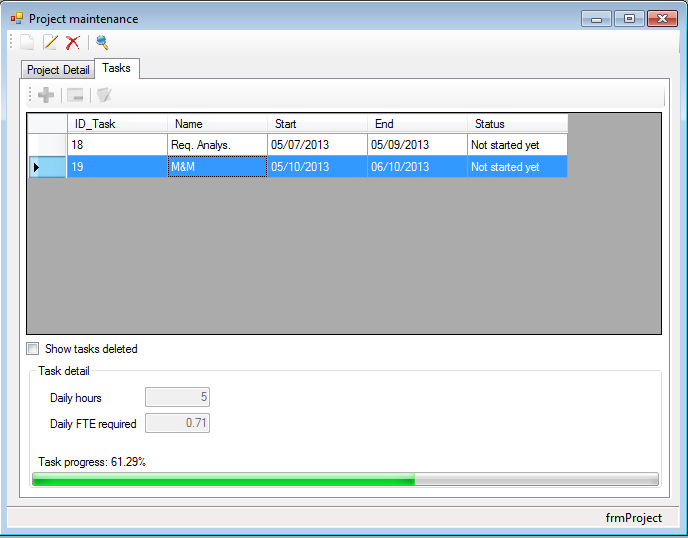 Project maintenance
Project Detail Tasks
ID_Task Name Start End Status
18 Req. Analys. 05/07/2013 05/09/2013 Not started yet
19 M&M 05/10/2013 06/10/2013 Not started yet
Show tasks deleted
Task detail
Daily hours 5
Daily FTE required 0.71
Task progress: 61.29%
frmProject